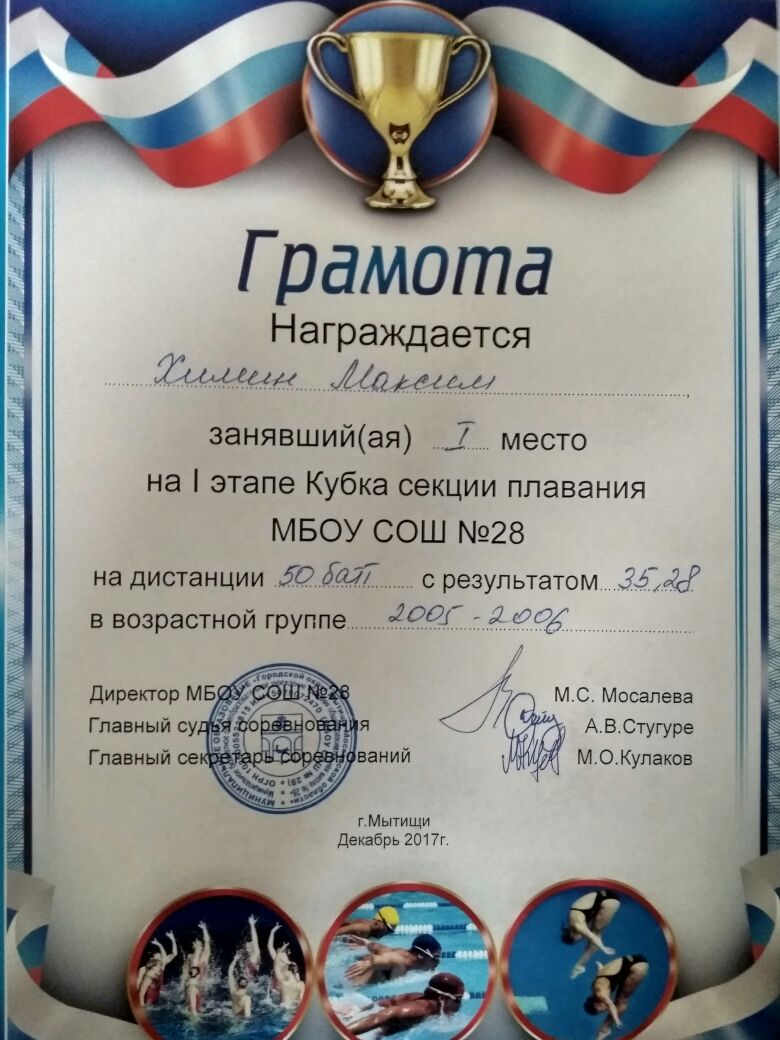 Грамота
Награждается
Химин Максим
занявший(ая) I место
на I этапе Кубка секции плавания
МБОУ СОШ №28
на дистанции 50 батт с результатом 35,28
в возрастной группе 2005 - 2006
Директор МБОУ СОШ №28 М.С. Мосалева
Главный судья соревнования А.В.Стугуре
Главный секретарь соревнований М.О.Кулаков
г.Мытищи
Декабрь 2017г.